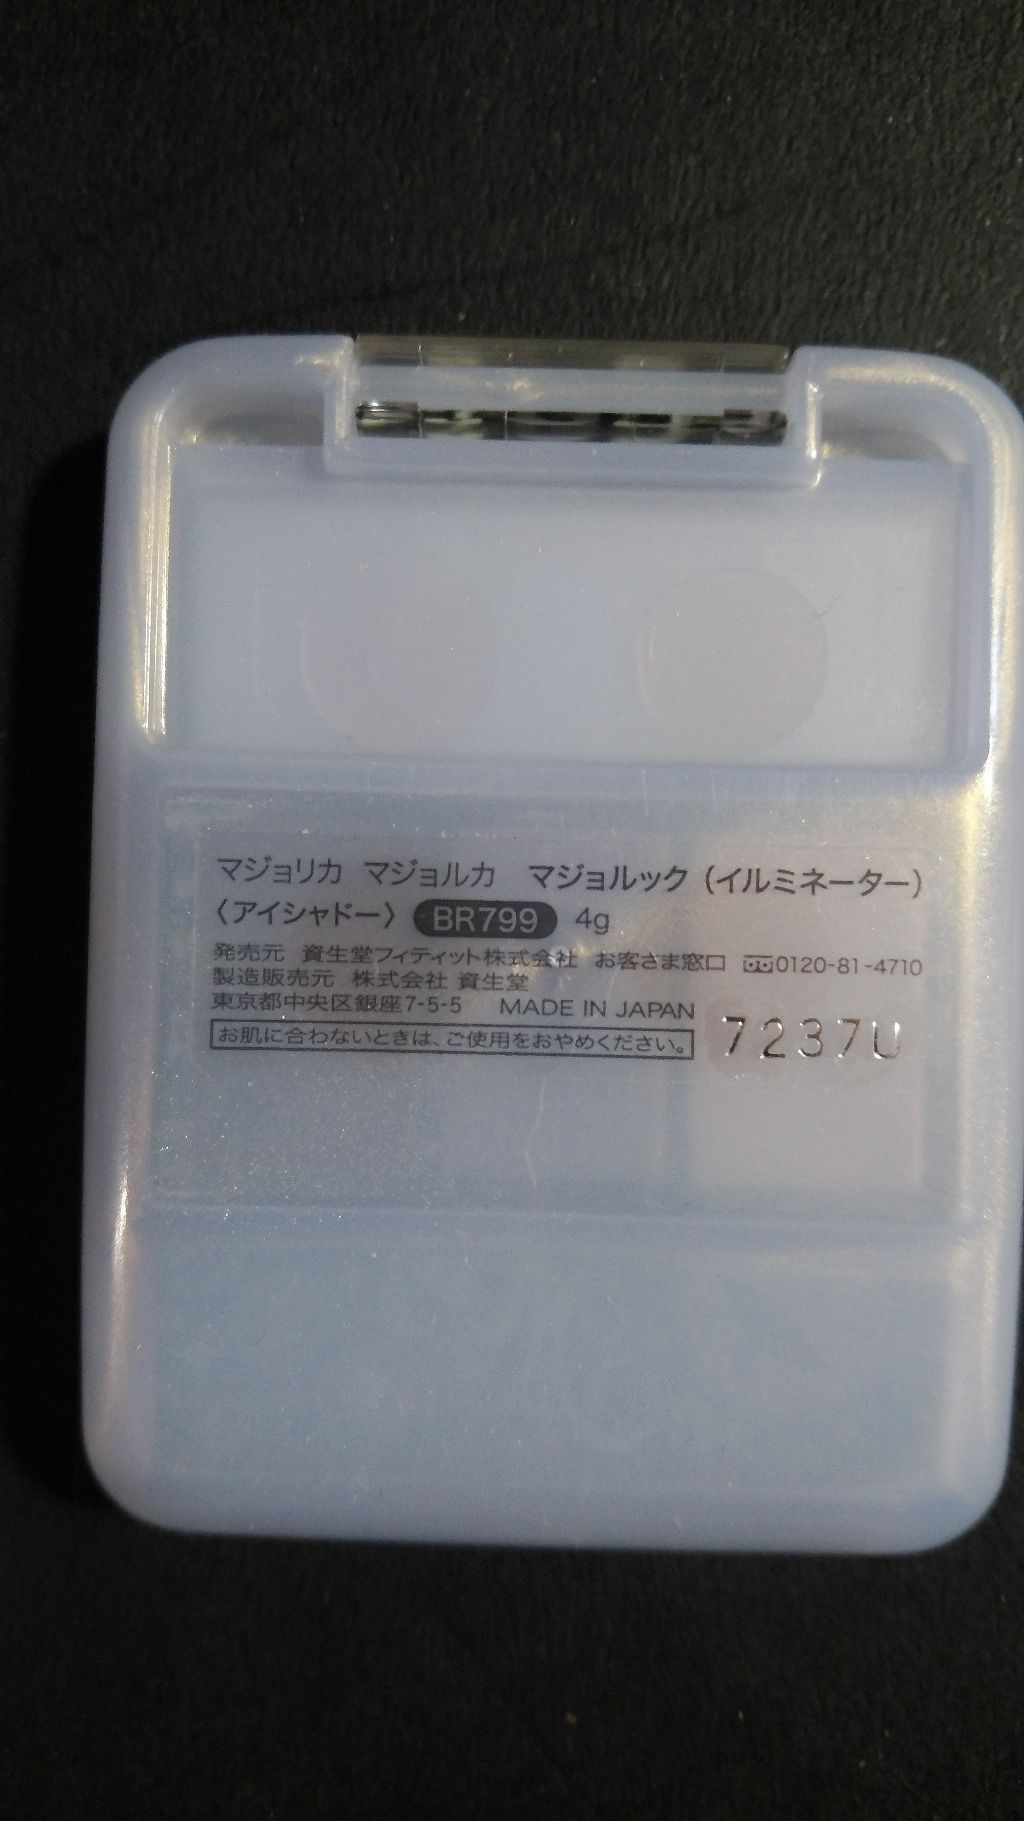 マジョリカ マジョルカ マジョルック（イルミネーター）
〈アイシャドー〉 BR799 4g
発売元 資生堂フィティット株式会社 お客さま窓口 0120-81-4710
製造販売元 株式会社 資生堂
東京都中央区銀座7-5-5 MADE IN JAPAN
お肌に合わないときは、ご使用をおやめください。
7237U